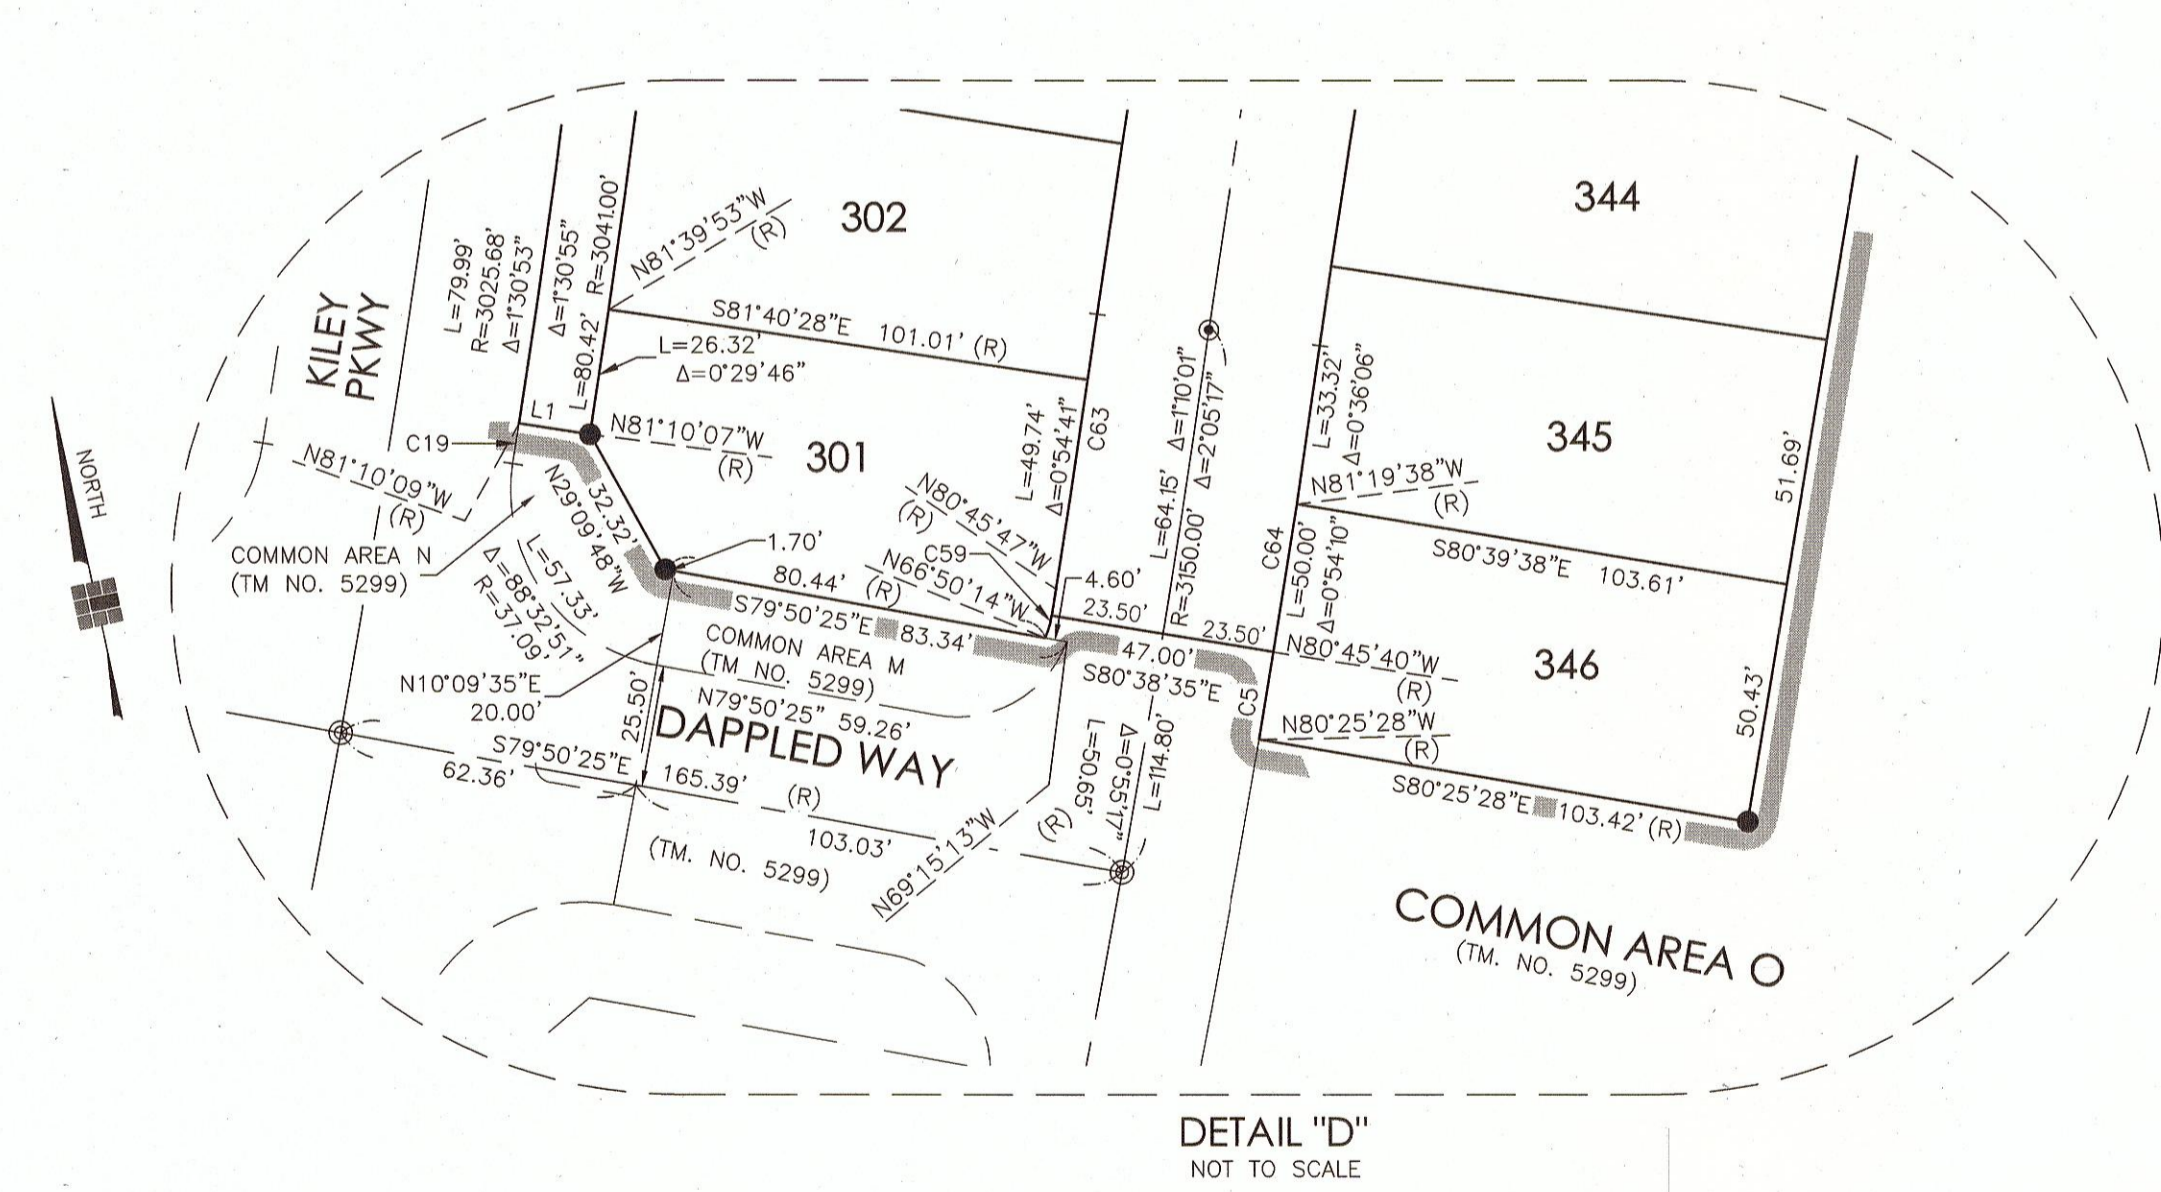 302
344
N81°39'53"W
(R)
L=79.99'
R=3025.68'
Δ=1°30'53"
Δ=1°30'55"
L=80.42' R=3041.00'
KILEY
PKWY
S81°40'28"E 101.01' (R)
L=26.32'
Δ=0°29'46"
L1
C19
N81°10'07"W
(R)
301
345
L=49.74'
Δ=0°54'41"
C63
L=64.15' Δ=1°10'01"
R=3150.00' Δ=2°05'17"
L=33.32'
Δ=0°36'06"
51.69'
NORTH
N81°10'09"W
(R)
N81°19'38"W
(R)
N80°45'47"W
(R)
32.32'
N29°09'48"W
COMMON AREA N
(TM NO. 5299)
1.70'
C59
N66°50'14"W
(R)
80.44'
4.60'
23.50'
23.50'
C64
L=50.00'
Δ=0°54'10"
S80°39'38"E 103.61'
L=57.33'
Δ=88°32'51"
R=37.09'
S79°50'25"E 83.34'
COMMON AREA M
(TM NO. 5299)
N79°50'25" 59.26'
47.00'
S80°38'35"E
N80°45'40"W
(R)
346
50.43'
N10°09'35"E
20.00'
25.50'
DAPPLED WAY
C5
N80°25'28"W
(R)
S79°50'25"E
62.36'
165.39' (R)
103.03'
(TM. NO. 5299)
N69°15'13"W
(R)
L=50.65'
Δ=0°55'17"
L=114.80'
S80°25'28"E 103.42' (R)
COMMON AREA O
(TM. NO. 5299)
DETAIL "D"
NOT TO SCALE